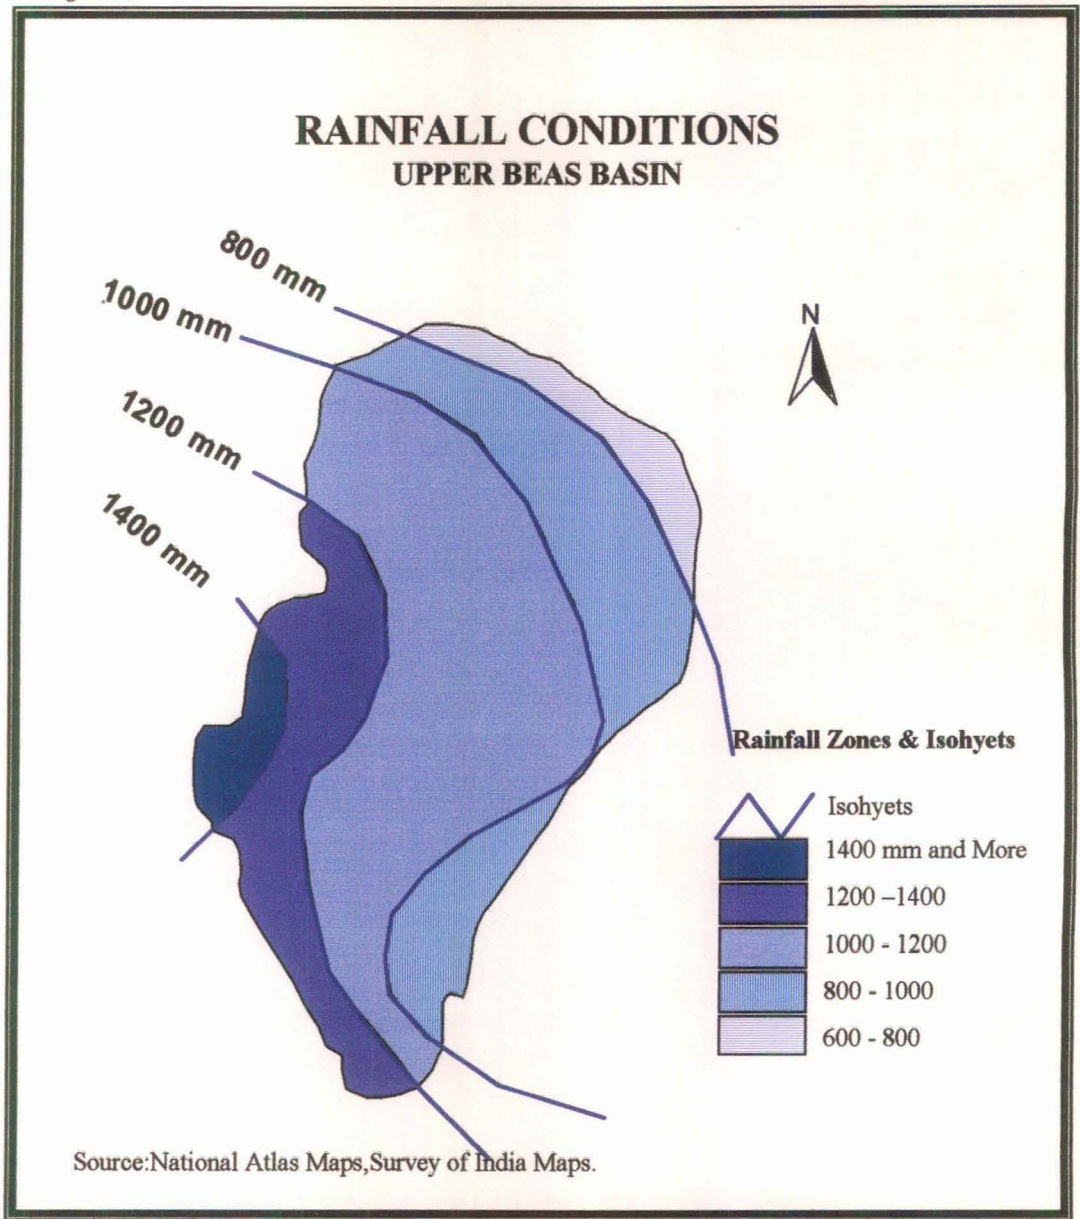 RAINFALL CONDITIONS
UPPER BEAS BASIN
800 mm
1000 mm
1200 mm
1400 mm
N
Rainfall Zones & Isohyets
Isohyets
1400 mm and More
1200 –1400
1000 - 1200
800 - 1000
600 - 800
Source:National Atlas Maps,Survey of India Maps.